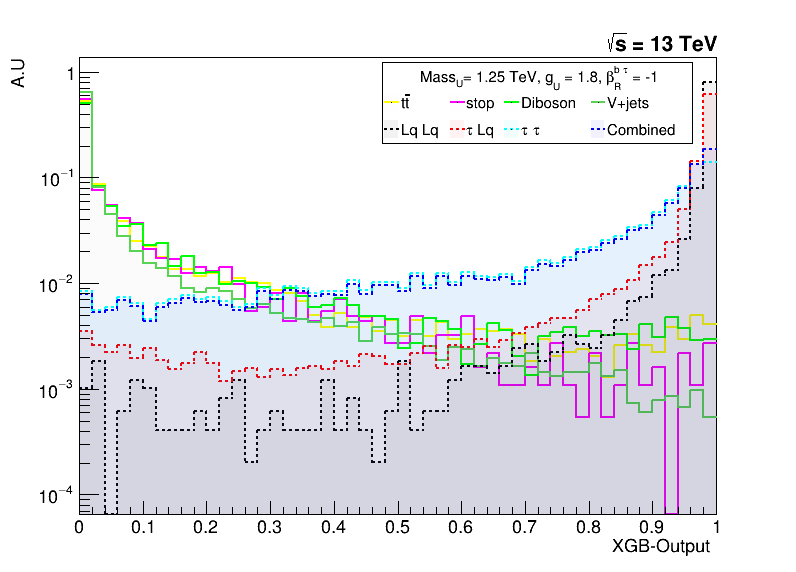 √s = 13 TeV
A.U
Mass_U= 1.25 TeV, g_U = 1.8, β_R^{b τ} = -1
tt̄ stop Diboson V+jets
Lq Lq τ Lq τ τ Combined
1
10⁻¹
10⁻²
10⁻³
10⁻⁴
0 0.1 0.2 0.3 0.4 0.5 0.6 0.7 0.8 0.9 1
XGB-Output